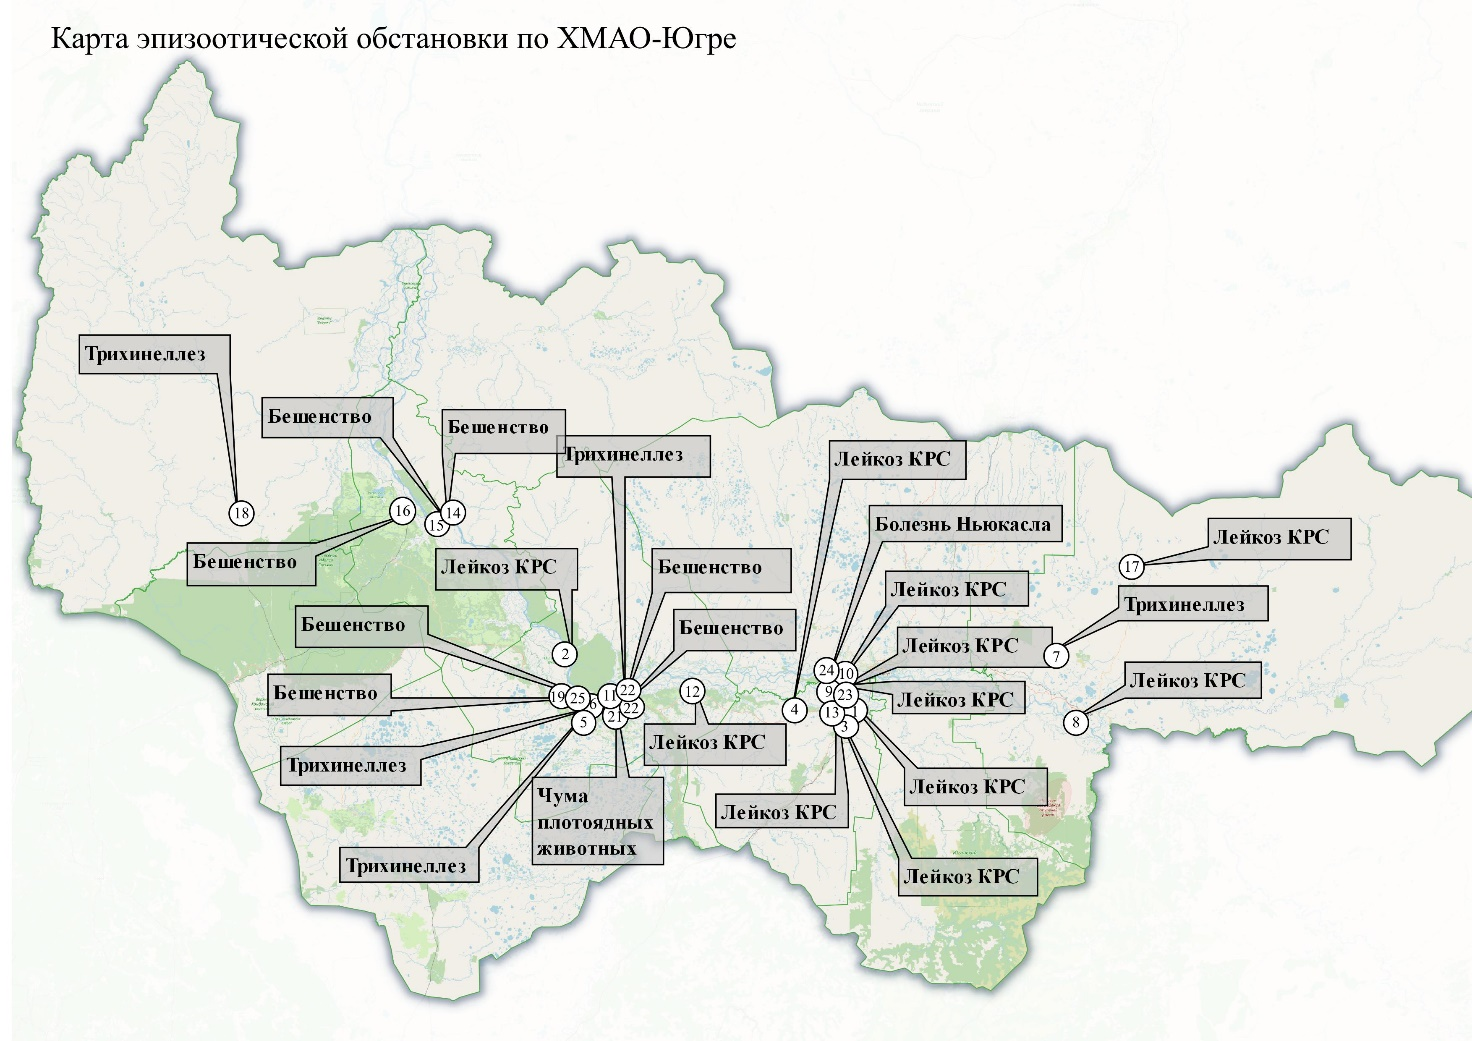 Карта эпизоотической обстановки по ХМАО-Югре
Трихинеллез
Бешенство
Бешенство
Трихинеллез
Лейкоз КРС
18
16
14
15
Болезнь Ньюкасла
Лейкоз КРС
Бешенство
Лейкоз КРС
Бешенство
17
Лейкоз КРС
Трихинеллез
Бешенство
Бешенство
Лейкоз КРС
2
7
24
10
Лейкоз КРС
Бешенство
19
25
6
11
22
12
9
23
Лейкоз КРС
5
21
22
4
13
1
3
8
Лейкоз КРС
Трихинеллез
Чума
плотоядных
животных
Лейкоз КРС
Лейкоз КРС
Трихинеллез
Лейкоз КРС